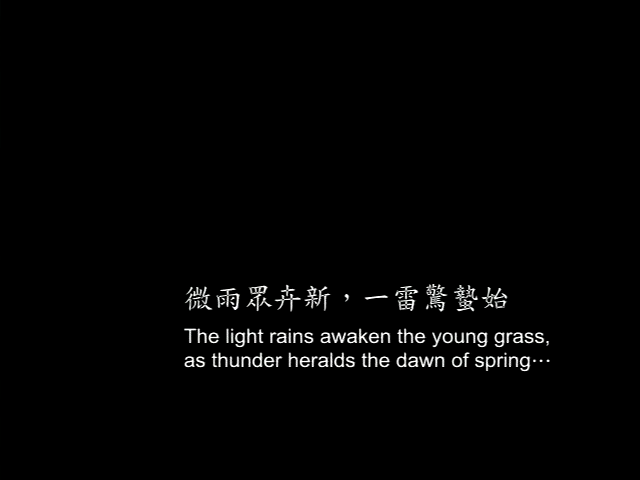 微雨眾卉新，一雷驚蟄始
The light rains awaken the young grass,
as thunder heralds the dawn of spring⋯